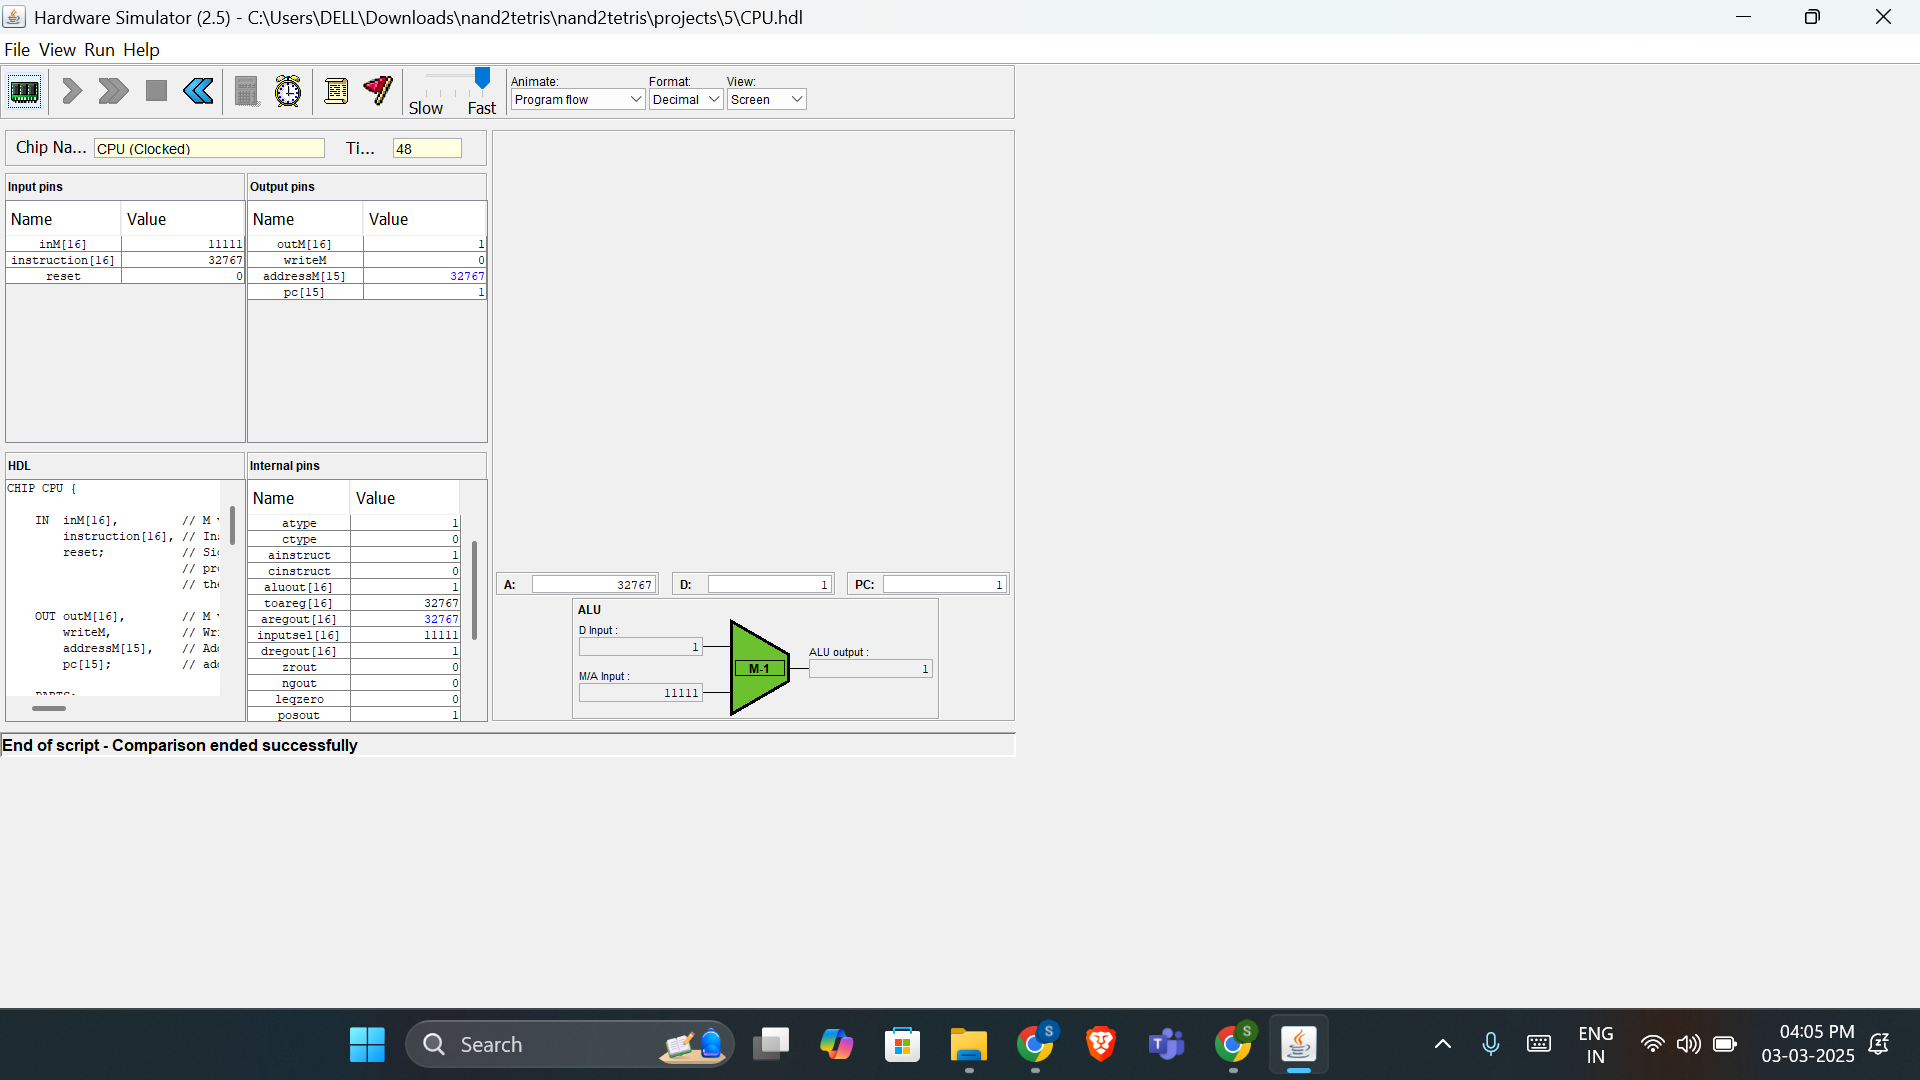 Hardware Simulator (2.5) - C:\Users\DELL\Downloads\nand2tetris\nand2tetris\projects\5\CPU.hdl
File View Run Help
Slow Fast
Animate:
Program flow
Format:
Decimal
View:
Screen
Chip Na... CPU (Clocked) Ti... 48
Input pins
Name Value
inM[16] 11111
instruction[16] 32767
reset 0
Output pins
Name Value
outM[16] 1
writeM 0
addressM[15] 32767
pc[15] 1
HDL
CHIP CPU {
IN inM[16], // M
instruction[16], // In
reset; // Si
// pr
// th
OUT outM[16], // M
writeM, // Wr
addressM[15], // Ad
pc[15]; // ad
Internal pins
Name Value
atype 1
ctype 0
ainstruct 1
cinstruct 0
aluout[16] 1
toareg[16] 32767
aregout[16] 32767
inputsel[16] 11111
dregout[16] 1
zrout 0
ngout 0
leqzero 0
posout 1
A: 32767 D: 1 PC: 1
ALU
D Input :
1
M/A Input :
11111
M-1
ALU output :
1
End of script - Comparison ended successfully
Search
S
S
ENG
IN
04:05 PM
03-03-2025